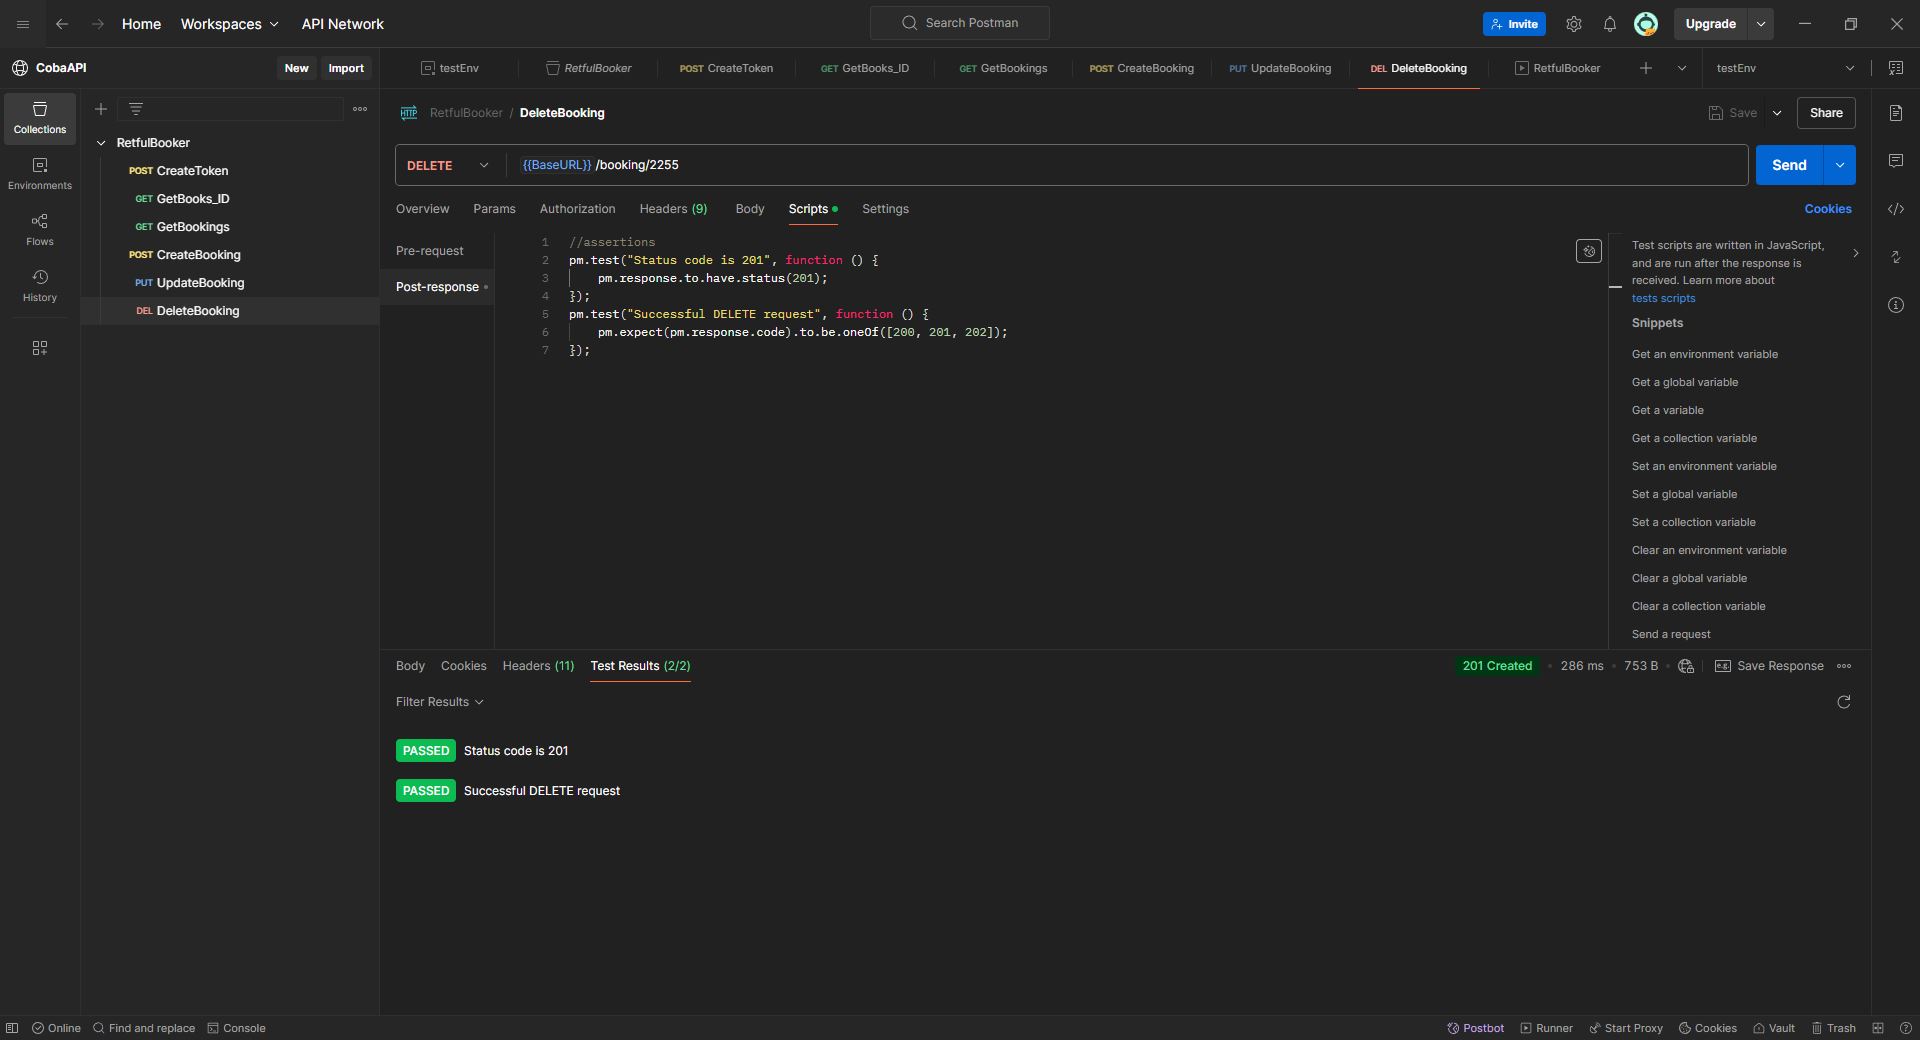 Home Workspaces API Network Search Postman Invite Upgrade
CobaAPI New Import testEnv RetfulBooker POST CreateToken GET GetBooks_ID GET GetBookings POST CreateBooking PUT UpdateBooking DEL DeleteBooking RetfulBooker testEnv
Collections
Environments
Flows
History
RetfulBooker
POST CreateToken
GET GetBooks_ID
GET GetBookings
POST CreateBooking
PUT UpdateBooking
DEL DeleteBooking
HTTP RetfulBooker / DeleteBooking Save Share
DELETE {{BaseURL}} /booking/2255 Send
Overview Params Authorization Headers (9) Body Scripts Settings Cookies
Pre-request
Post-response
1 //assertions
2 pm.test("Status code is 201", function () {
3 pm.response.to.have.status(201);
4 });
5 pm.test("Successful DELETE request", function () {
6 pm.expect(pm.response.code).to.be.oneOf([200, 201, 202]);
7 });
Test scripts are written in JavaScript,
and are run after the response is
received. Learn more about
tests scripts
Snippets
Get an environment variable
Get a global variable
Get a variable
Get a collection variable
Set an environment variable
Set a global variable
Set a collection variable
Clear an environment variable
Clear a global variable
Clear a collection variable
Send a request
Body Cookies Headers (11) Test Results (2/2) 201 Created 286 ms 753 B e.g. Save Response
Filter Results
PASSED Status code is 201
PASSED Successful DELETE request
Online Find and replace Console Postbot Runner Start Proxy Cookies Vault Trash